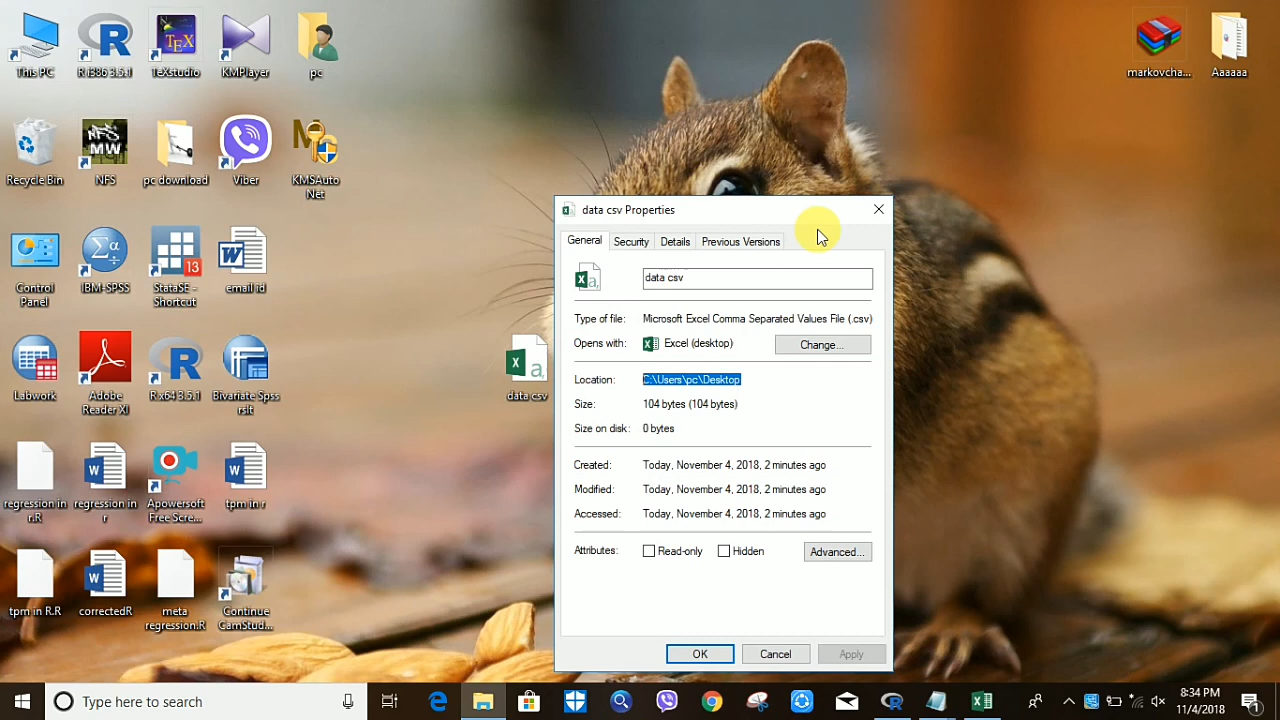 This PC
R i386 3.5.1
TeXstudio
KMPlayer
pc
markovcha...
Aaaaaa
Recycle Bin
NFS
pc download
Viber
KMSAuto
Net
Control
Panel
IBM-SPSS
StataSE -
Shortcut
13
email id
Labwork
Adobe
Reader XI
R x64 3.5.1
Bivariate Spss
rslt
data csv
regression in
r.R
regression in
r
Apowersoft
Free Scre...
tpm in r
tpm in R.R
correctedR
meta
regression.R
Continue
CamStud...
data csv Properties
General
Security
Details
Previous Versions
data csv
Type of file: Microsoft Excel Comma Separated Values File (.csv)
Opens with: Excel (desktop)
Change...
Location: C:\Users\pc\Desktop
Size: 104 bytes (104 bytes)
Size on disk: 0 bytes
Created: Today, November 4, 2018, 2 minutes ago
Modified: Today, November 4, 2018, 2 minutes ago
Accessed: Today, November 4, 2018, 2 minutes ago
Attributes: Read-only Hidden
Advanced...
OK
Cancel
Apply
Type here to search
8:34 PM
11/4/2018